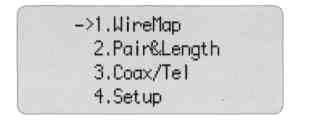 ->1.WireMap
2.Pair&Length
3.Coax/Tel
4.Setup